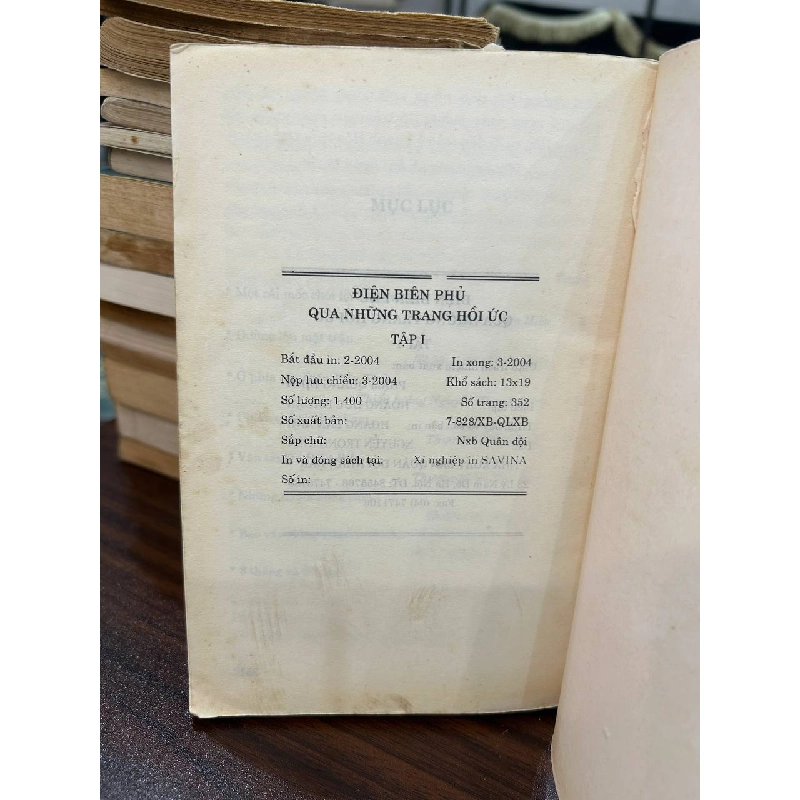 MỤC LỤC
ĐIỆN BIÊN PHỦ
QUA NHỮNG TRANG HỒI ỨC
TẬP I
Bắt đầu in: 2-2004 In xong: 3-2004
Nộp lưu chiểu: 3-2004 Khổ sách: 13x19
Số lượng: 1.400 Số trang: 352
Số xuất bản: 7-828/XB-QLXB
Sắp chữ: Nxb Quân đội
In và đóng sách tại: Xí nghiệp in SAVINA
Số in: